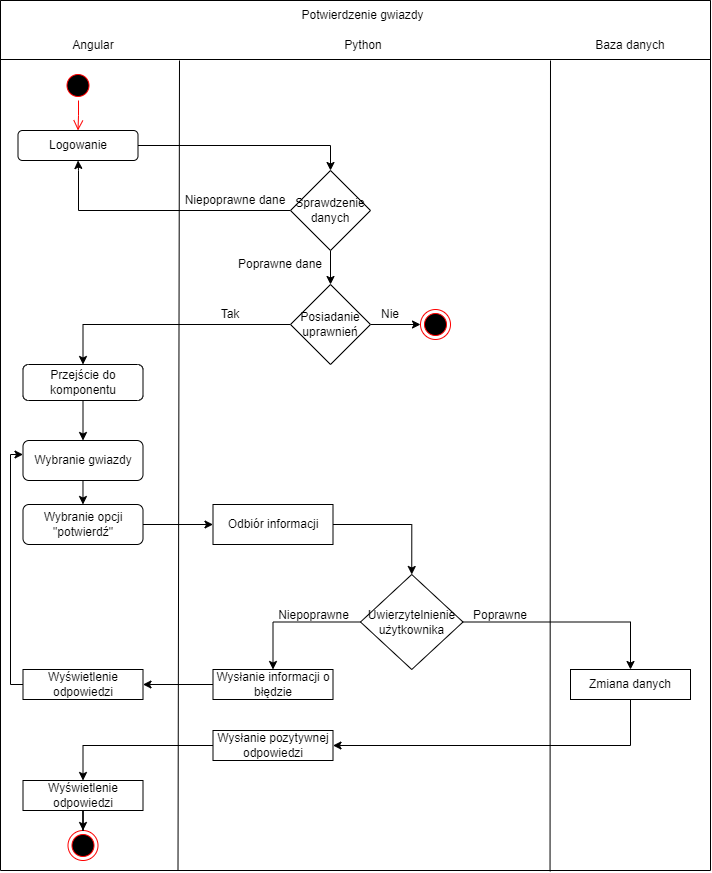 Potwierdzenie gwiazdy
Angular
Python
Baza danych
Logowanie
Niepoprawne dane
Sprawdzenie
danych
Poprawne dane
Tak
Posiadanie
uprawnień
Nie
Przejście do
komponentu
Wybranie gwiazdy
Wybranie opcji
"potwierdź"
Odbiór informacji
Niepoprawne
Uwierzytelnienie
użytkownika
Poprawne
Wyświetlenie
odpowiedzi
Wysłanie informacji o
błędzie
Zmiana danych
Wysłanie pozytywnej
odpowiedzi
Wyświetlenie
odpowiedzi